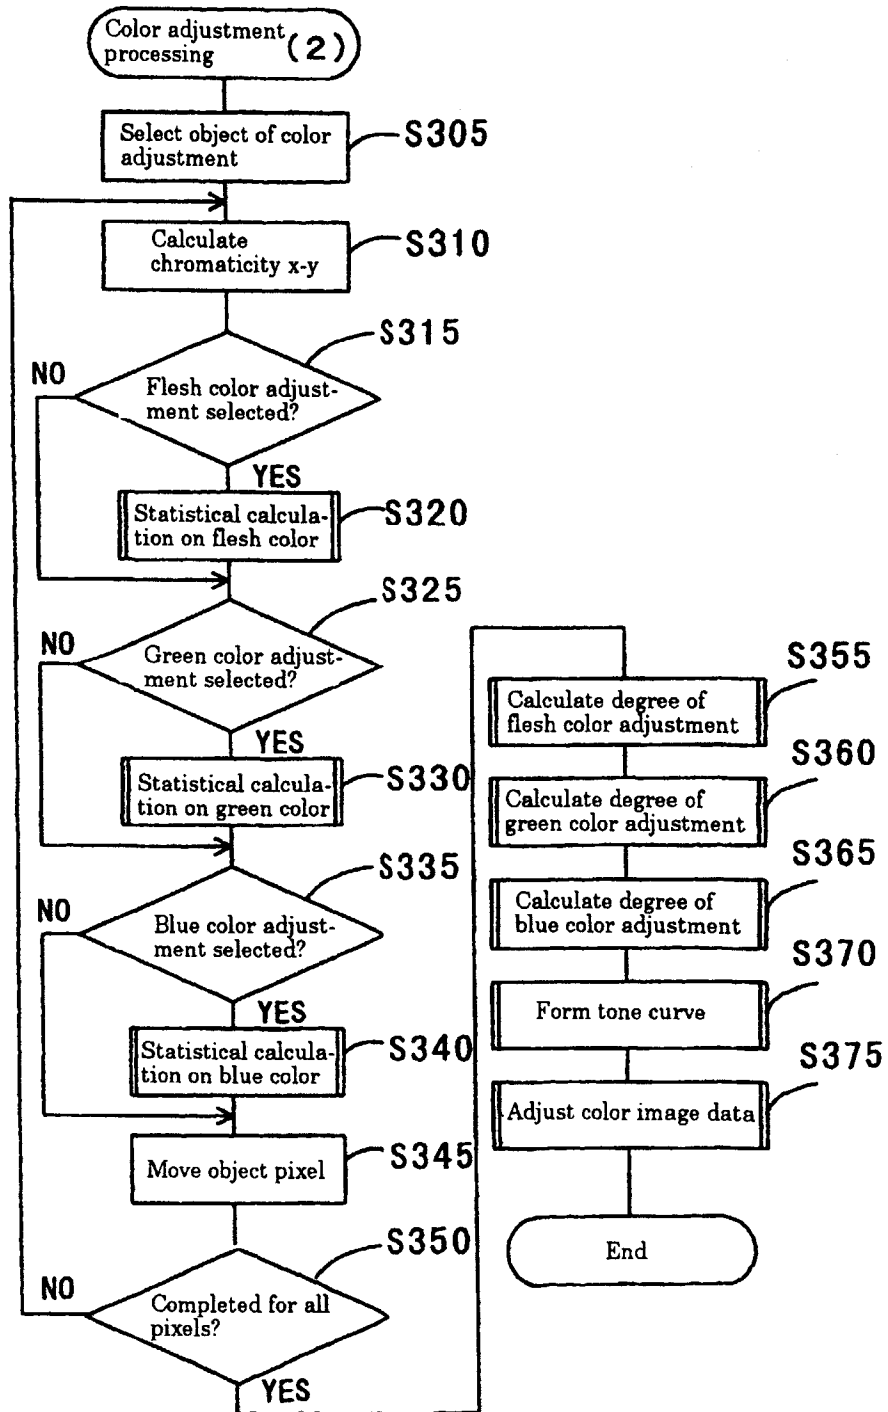 Color adjustment
processing (2)
Select object of color
adjustment
S305
Calculate
chromaticity x-y
S310
S315
NO
Flesh color adjust-
ment selected?
YES
Statistical calcula-
tion on flesh color
S320
S325
NO
Green color adjust-
ment selected?
YES
Statistical calcula-
tion on green color
S330
S335
NO
Blue color adjust-
ment selected?
YES
Statistical calcula-
tion on blue color
S340
Move object pixel
S345
S350
NO
Completed for all
pixels?
YES
S355
Calculate degree of
flesh color adjustment
S360
Calculate degree of
green color adjustment
S365
Calculate degree of
blue color adjustment
S370
Form tone curve
S375
Adjust color image data
End